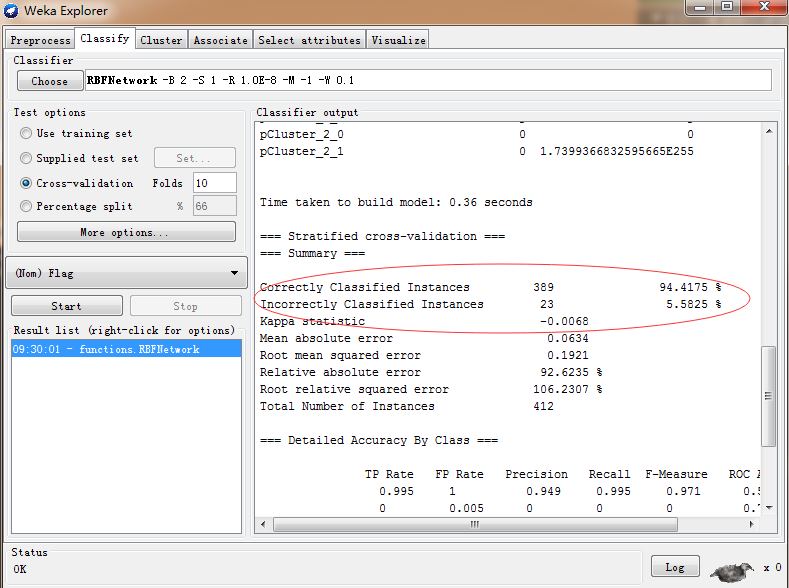 Weka Explorer
Preprocess Classify Cluster Associate Select attributes Visualize
Classifier
Choose RBFNetwork -B 2 -S 1 -R 1.0E-8 -M -1 -W 0.1
Test options
Use training set
Supplied test set Set...
Cross-validation Folds 10
Percentage split % 66
More options...
(Nom) Flag
Start Stop
Result list (right-click for options)
09:30:01 - functions.RBFNetwork
Classifier output
pCluster_2_0 0 0
pCluster_2_1 0 1.7399366832595665E255
Time taken to build model: 0.36 seconds
=== Stratified cross-validation ===
=== Summary ===
Correctly Classified Instances 389 94.4175 %
Incorrectly Classified Instances 23 5.5825 %
Kappa statistic -0.0068
Mean absolute error 0.0634
Root mean squared error 0.1921
Relative absolute error 92.6235 %
Root relative squared error 106.2307 %
Total Number of Instances 412
=== Detailed Accuracy By Class ===
TP Rate FP Rate Precision Recall F-Measure ROC
0.995 1 0.949 0.995 0.971
0 0.005 0 0 0
Status
OK
Log x 0